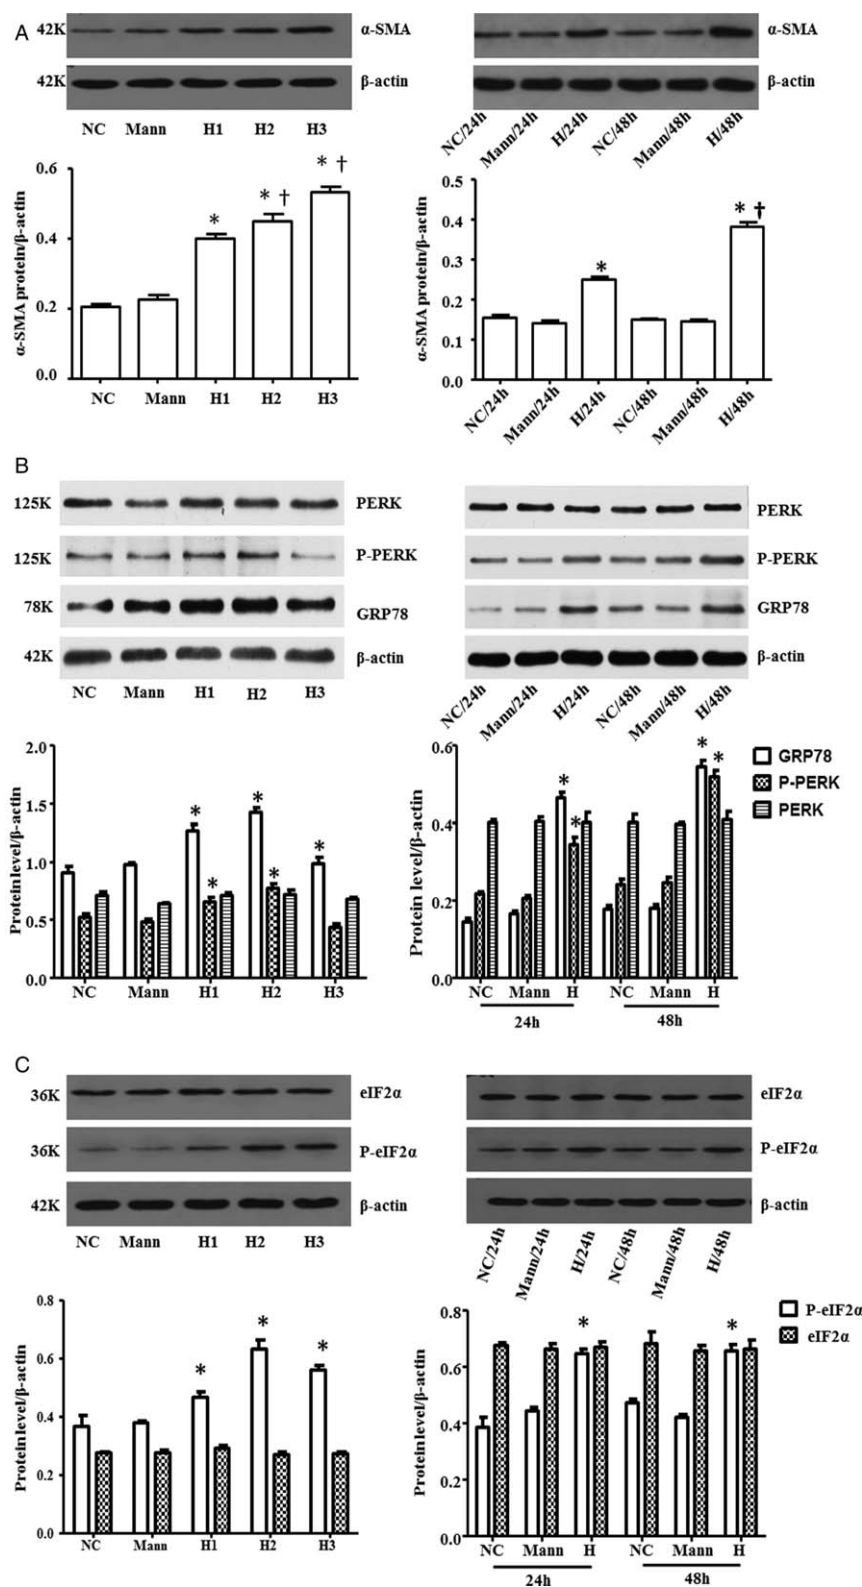 A
42K
α-SMA
42K
β-actin
NC Mann H1 H2 H3
α-SMA
β-actin
NC/24h Mann/24h H/24h NC/48h Mann/48h H/48h
α-SMA protein/β-actin
0.6
0.4
0.2
0.0
* * † * †
NC Mann H1 H2 H3
α-SMA protein/β-actin
0.5
0.4
0.3
0.2
0.1
0.0
* * †
NC/24h Mann/24h H/24h NC/48h Mann/48h H/48h
B
125K
PERK
125K
P-PERK
78K
GRP78
42K
β-actin
NC Mann H1 H2 H3
PERK
P-PERK
GRP78
β-actin
NC/24h Mann/24h H/24h NC/48h Mann/48h H/48h
Protein level/β-actin
2.0
1.5
1.0
0.5
0.0
* * * * *
NC Mann H1 H2 H3
Protein level/β-actin
0.6
0.4
0.2
0.0
* * * *
NC Mann H NC Mann H
24h 48h
GRP78
P-PERK
PERK
C
36K
eIF2α
36K
P-eIF2α
42K
β-actin
NC Mann H1 H2 H3
eIF2α
P-eIF2α
β-actin
NC/24h Mann/24h H/24h NC/48h Mann/48h H/48h
Protein level/β-actin
0.8
0.6
0.4
0.2
0.0
* * *
NC Mann H1 H2 H3
Protein level/β-actin
0.8
0.6
0.4
0.2
0.0
* *
NC Mann H NC Mann H
24h 48h
P-eIF2α
eIF2α